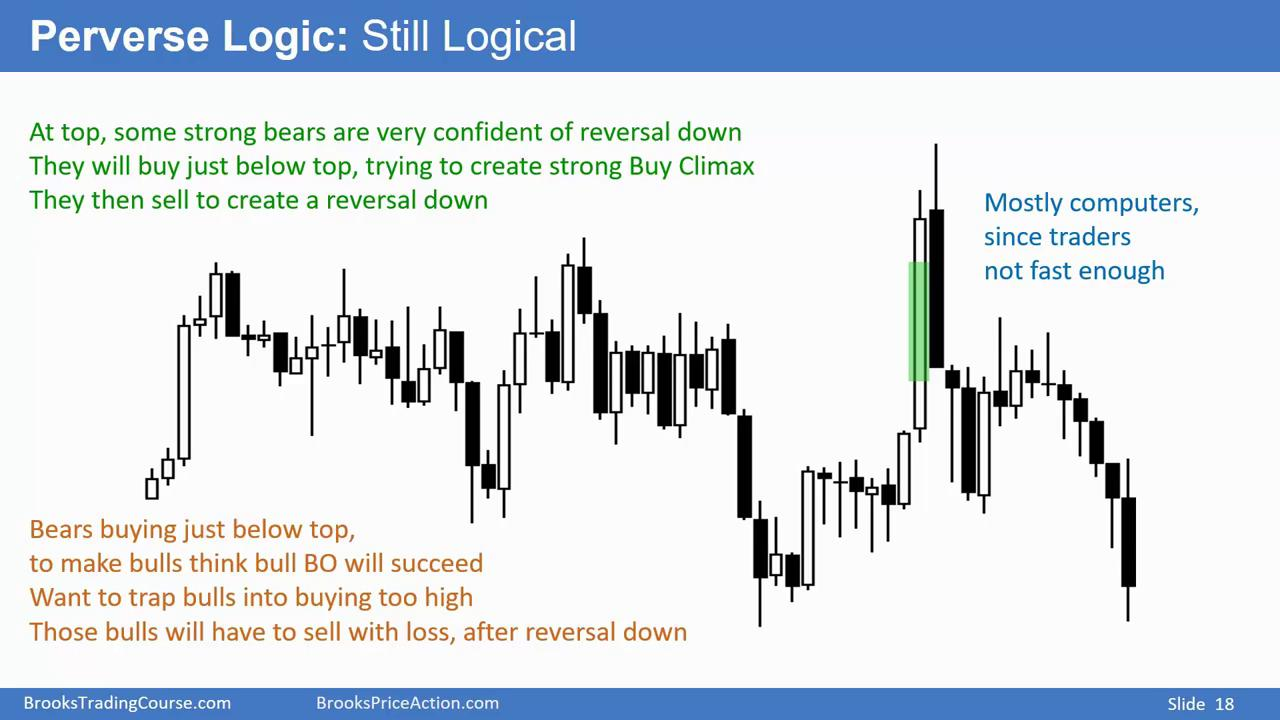 Perverse Logic: Still Logical
At top, some strong bears are very confident of reversal down
They will buy just below top, trying to create strong Buy Climax
They then sell to create a reversal down
Mostly computers,
since traders
not fast enough
Bears buying just below top,
to make bulls think bull BO will succeed
Want to trap bulls into buying too high
Those bulls will have to sell with loss, after reversal down
BrooksTradingCourse.com
BrooksPriceAction.com
Slide 18